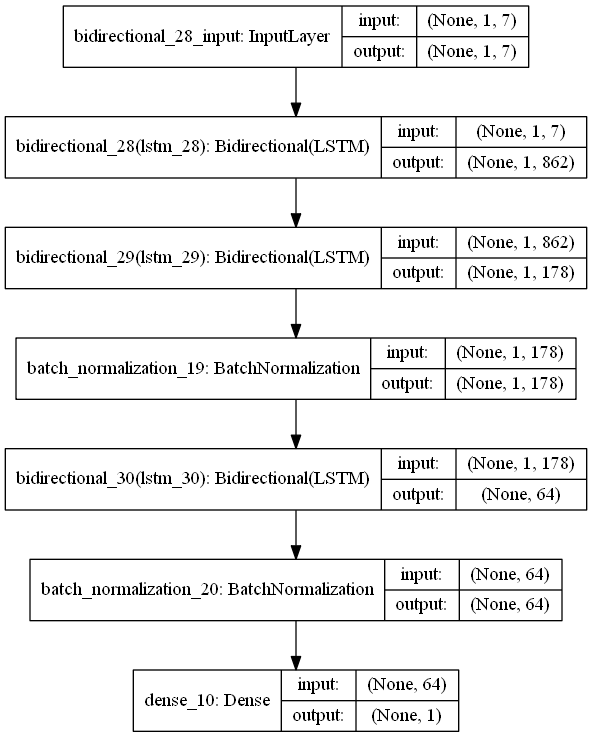 bidirectional_28_input: InputLayer
input:
(None, 1, 7)
output:
(None, 1, 7)
bidirectional_28(lstm_28): Bidirectional(LSTM)
input:
(None, 1, 7)
output:
(None, 1, 862)
bidirectional_29(lstm_29): Bidirectional(LSTM)
input:
(None, 1, 862)
output:
(None, 1, 178)
batch_normalization_19: BatchNormalization
input:
(None, 1, 178)
output:
(None, 1, 178)
bidirectional_30(lstm_30): Bidirectional(LSTM)
input:
(None, 1, 178)
output:
(None, 64)
batch_normalization_20: BatchNormalization
input:
(None, 64)
output:
(None, 64)
dense_10: Dense
input:
(None, 64)
output:
(None, 1)